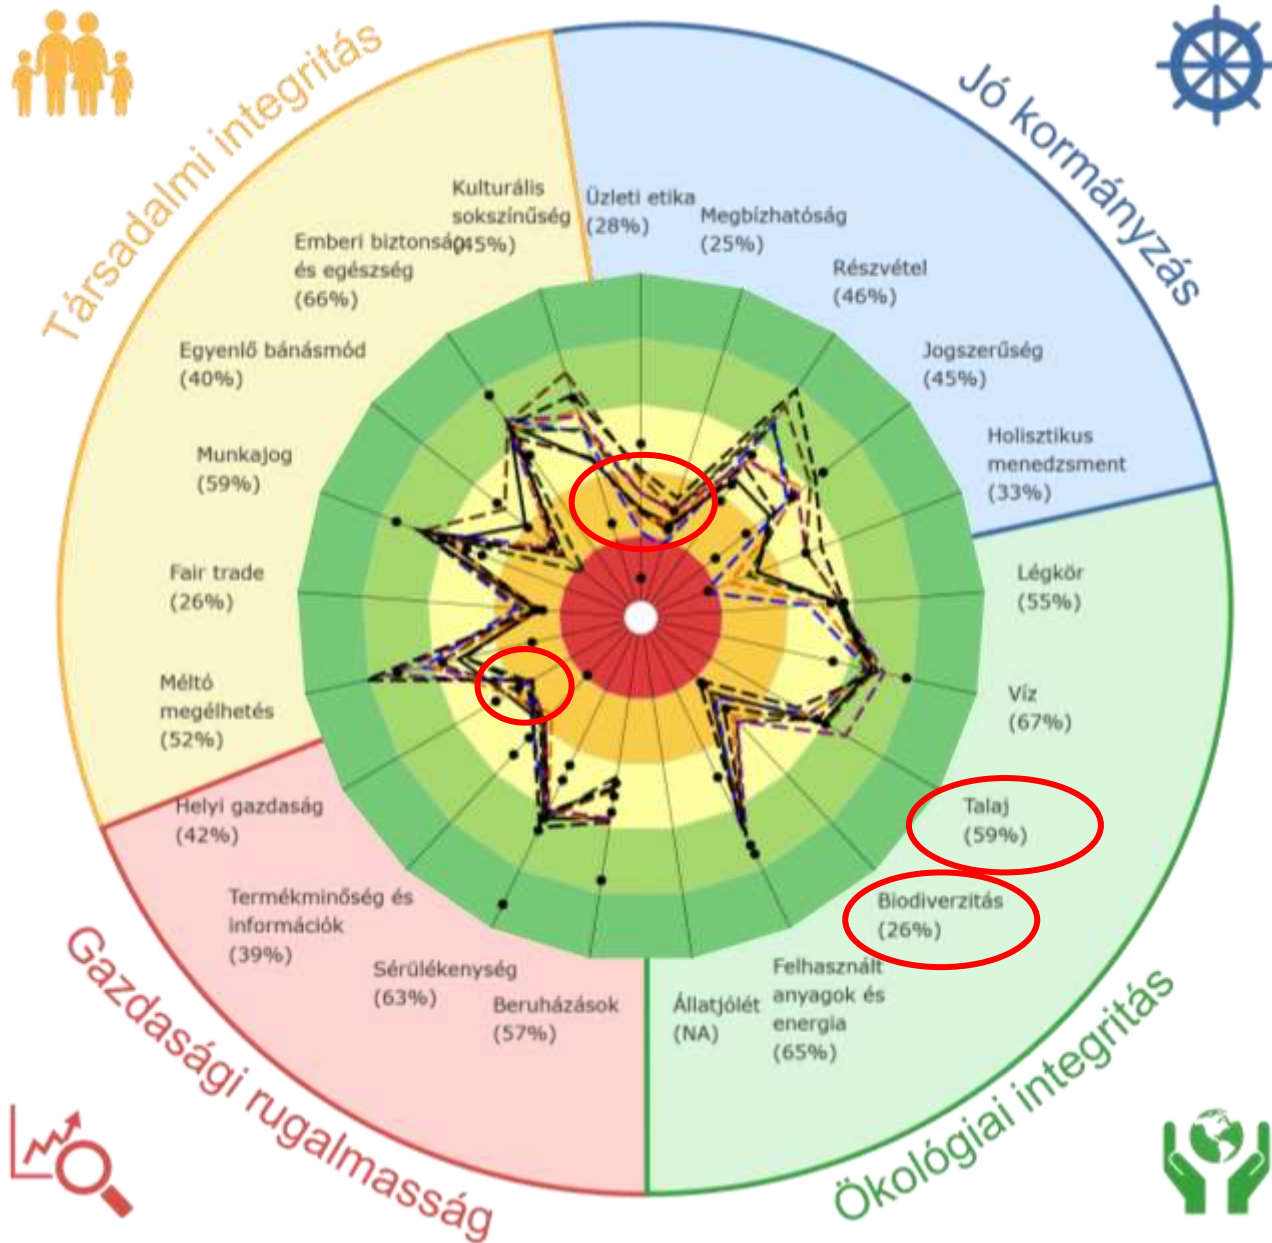 Társadalmi integritás
Jó kormányzás
Kulturális
sokszínűség
(45%)
Üzleti etika
(28%)
Megbízhatóság
(25%)
Részvétel
(46%)
Jogszerűség
(45%)
Holisztikus
menedzsment
(33%)
Emberi biztonság
és egészség
(66%)
Egyenlő bánásmód
(40%)
Munkajog
(59%)
Fair trade
(26%)
Méltó
megélhetés
(52%)
Légkör
(55%)
Víz
(67%)
Talaj
(59%)
Biodiverzitás
(26%)
Felhasznált
anyagok és
energia
(65%)
Állatjólét
(NA)
Helyi gazdaság
(42%)
Termékminőség és
információk
(39%)
Sérülékenység
(63%)
Beruházások
(57%)
Gazdasági rugalmasság
Ökológiai integritás